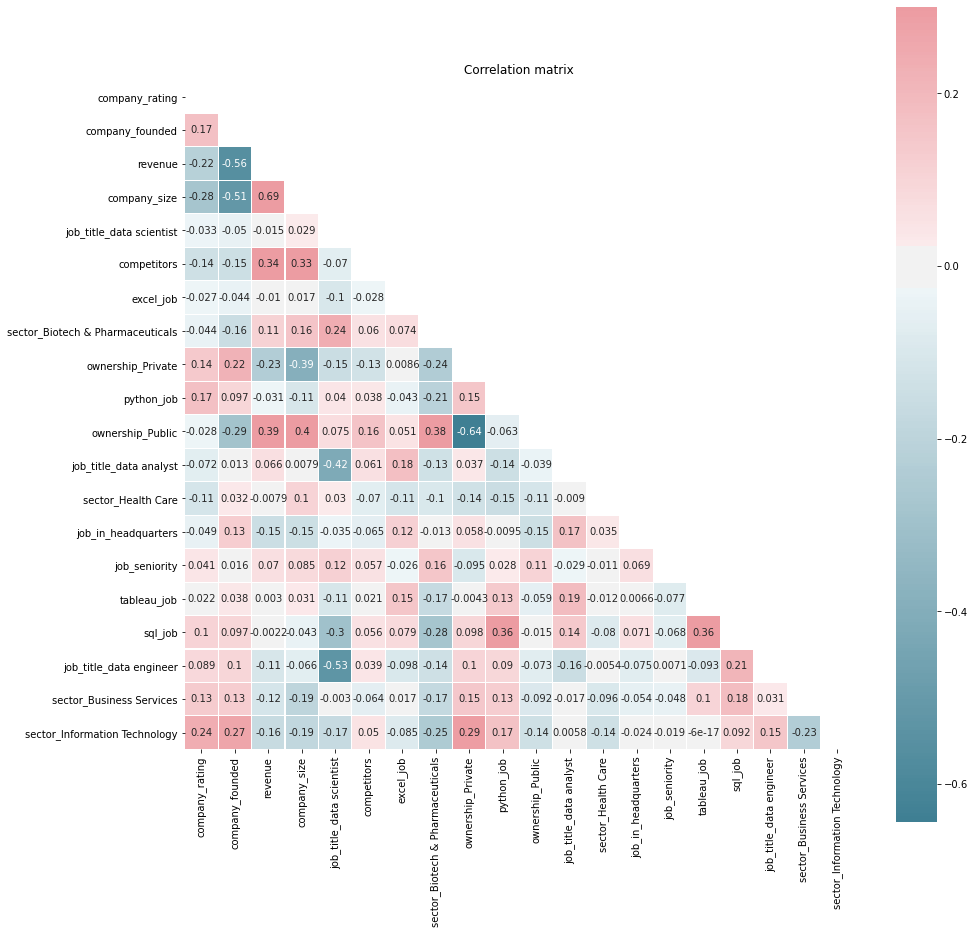 Correlation matrix
company_rating
company_founded 0.17
revenue -0.22 -0.56
company_size -0.28 -0.51 0.69
job_title_data scientist -0.033 -0.05 -0.015 0.029
competitors -0.14 -0.15 0.34 0.33 -0.07
excel_job -0.027 -0.044 -0.01 0.017 -0.1 -0.028
sector_Biotech & Pharmaceuticals -0.044 -0.16 0.11 0.16 0.24 0.06 0.074
ownership_Private 0.14 0.22 -0.23 -0.39 -0.15 -0.13 0.0086 -0.24
python_job 0.17 0.097 -0.031 -0.11 0.04 0.038 -0.043 -0.21 0.15
ownership_Public -0.028 -0.29 0.39 0.4 0.075 0.16 0.051 0.38 -0.64 -0.063
job_title_data analyst -0.072 0.013 0.066 0.0079 -0.42 0.061 0.18 -0.13 0.037 -0.14 -0.039
sector_Health Care -0.11 0.032 -0.0079 0.1 0.03 -0.07 -0.11 -0.1 -0.14 -0.15 -0.11 -0.009
job_in_headquarters -0.049 0.13 -0.15 -0.15 -0.035 -0.065 0.12 -0.013 0.058 -0.0095 -0.15 0.17 0.035
job_seniority 0.041 0.016 0.07 0.085 0.12 0.057 -0.026 0.16 -0.095 0.028 0.11 -0.029 -0.011 0.069
tableau_job 0.022 0.038 0.003 0.031 -0.11 0.021 0.15 -0.17 -0.0043 0.13 -0.059 0.19 -0.012 0.0066 -0.077
sql_job 0.1 0.097 -0.0022 -0.043 -0.3 0.056 0.079 -0.28 0.098 0.36 -0.015 0.14 -0.08 0.071 -0.068 0.36
job_title_data engineer 0.089 0.1 -0.11 -0.066 -0.53 0.039 -0.098 -0.14 0.1 0.09 -0.073 -0.16 -0.0054 -0.075 0.0071 -0.093 0.21
sector_Business Services 0.13 0.13 -0.12 -0.19 -0.003 -0.064 0.017 -0.17 0.15 0.13 -0.092 -0.017 -0.096 -0.054 -0.048 0.1 0.18 0.031
sector_Information Technology 0.24 0.27 -0.16 -0.19 -0.17 0.05 -0.085 -0.25 0.29 0.17 -0.14 0.0058 -0.14 -0.024 -0.019 -6e-17 0.092 0.15 -0.23
company_rating
company_founded
revenue
company_size
job_title_data scientist
competitors
excel_job
sector_Biotech & Pharmaceuticals
ownership_Private
python_job
ownership_Public
job_title_data analyst
sector_Health Care
job_in_headquarters
job_seniority
tableau_job
sql_job
job_title_data engineer
sector_Business Services
sector_Information Technology
0.2
0.0
−0.2
−0.4
−0.6